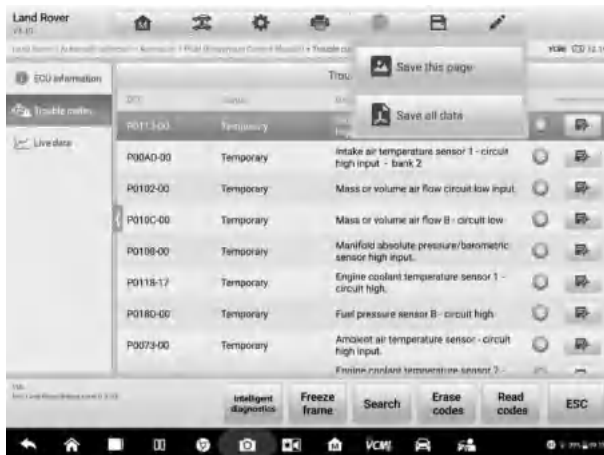 Land Rover
Save this page
ECU information
Trouble codes
Save all data
P0113-00 Temporary
Live data
P00AD-00 Temporary Intake air temperature sensor 1 - circuit
high input - bank 2
P0102-00 Temporary Mass or volume air flow circuit low input
P010C-00 Temporary Mass or volume air flow B - circuit low
P0108-00 Temporary Manifold absolute pressure/barometric
sensor high input.
P0118-17 Temporary Engine coolant temperature sensor 1 -
circuit high.
P018D-00 Temporary Fuel pressure sensor B - circuit high
P0073-00 Temporary Ambient air temperature sensor - circuit
high input.
Engine coolant temperature sensor 2 -
Intelligent
diagnostics
Freeze
frame
Search
Erase
codes
Read
codes
ESC
VCMI